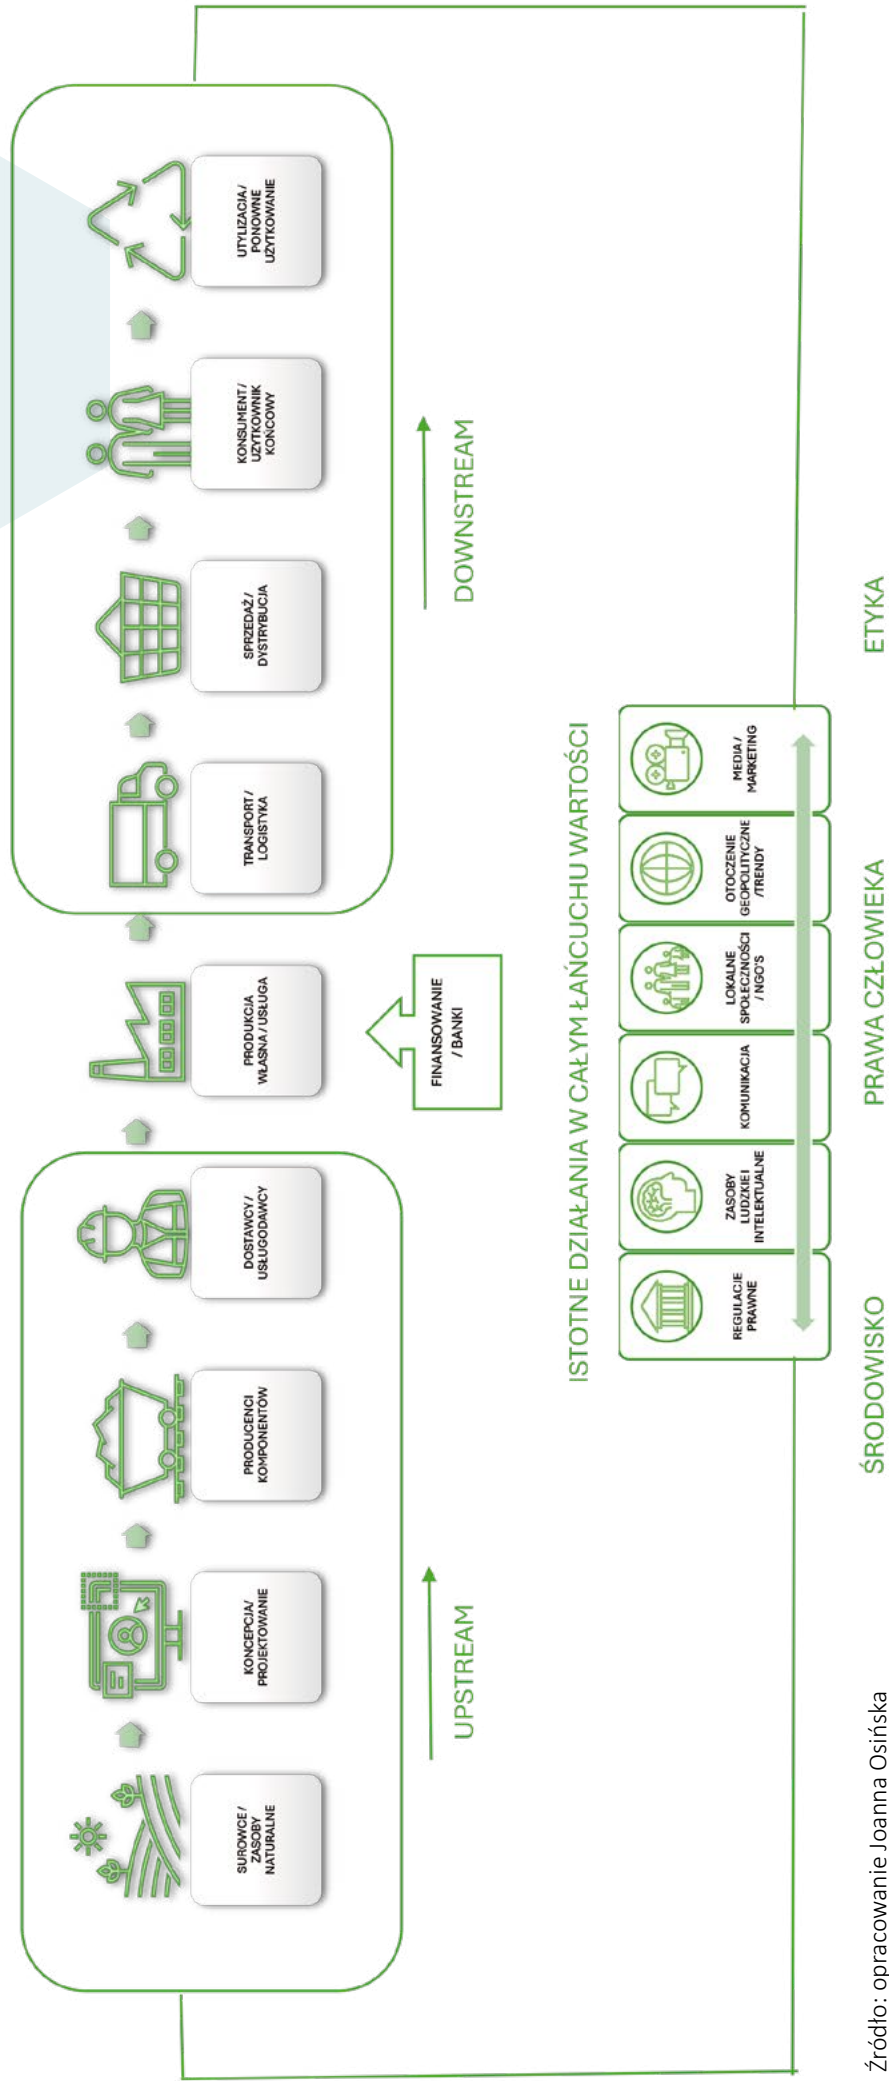 SUROWCE /
ZASOBY
NATURALNE
KONCEPCJA/
PROJEKTOWANIE
PRODUCENCI
KOMPONENTÓW
DOSTAWCY /
USŁUGODAWCY
PRODUKCJA
WŁASNA / USŁUGA
TRANSPORT /
LOGISTYKA
SPRZEDAŻ /
DYSTRYBUCJA
KONSUMENT /
UŻYTKOWNIK
KOŃCOWY
UTYLIZACJA /
PONOWNE
UŻYTKOWANIE
UPSTREAM
FINANSOWANIE
/ BANKI
DOWNSTREAM
ISTOTNE DZIAŁANIA W CAŁYM ŁAŃCUCHU WARTOŚCI
REGULACJE
PRAWNE
ZASOBY
LUDZKIE I
INTELEKTUALNE
KOMUNIKACJA
LOKALNE
SPOŁECZNOŚCI
/ NGO'S
OTOCZENIE
GEOPOLITYCZNE
/TRENDY
MEDIA /
MARKETING
ŚRODOWISKO
PRAWA CZŁOWIEKA
ETYKA
Źródło: opracowanie Joanna Osińska